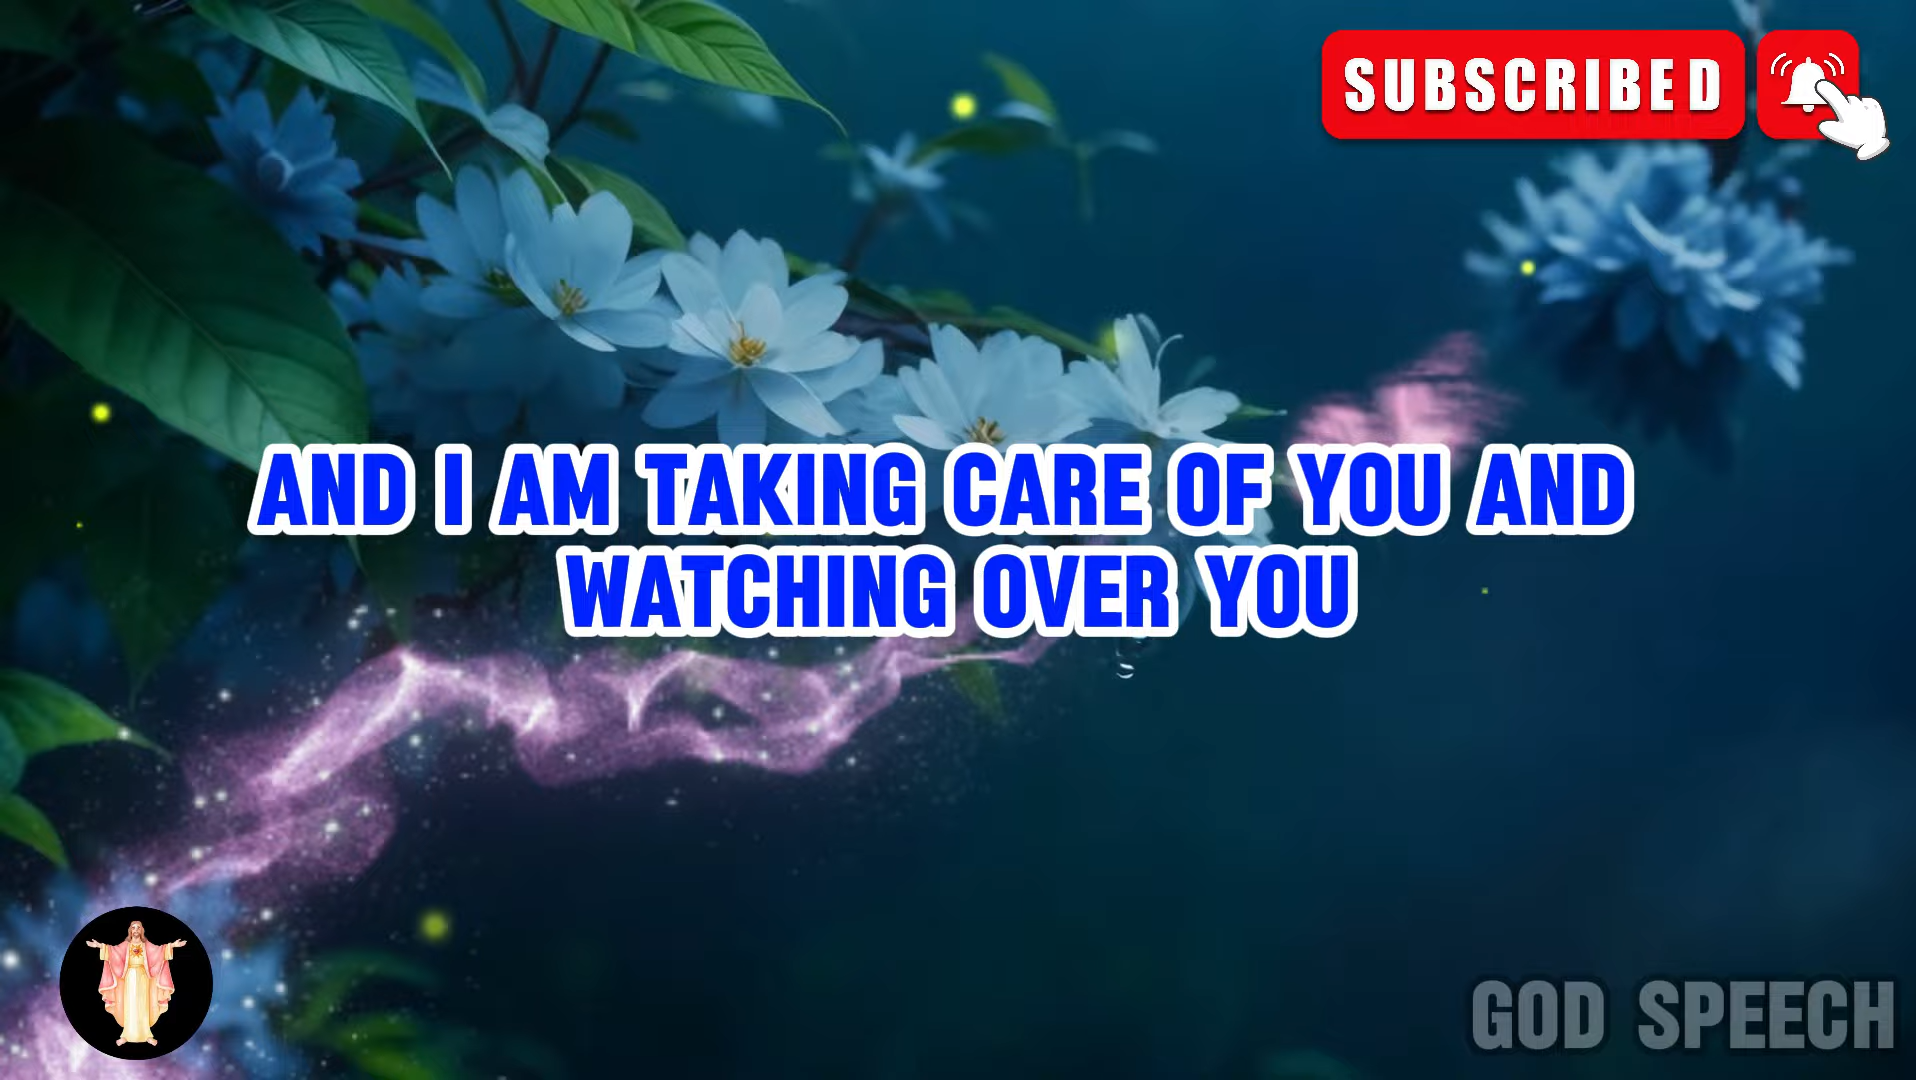 SUBSCRIBED
AND I AM TAKING CARE OF YOU AND
WATCHING OVER YOU
GOD SPEECH